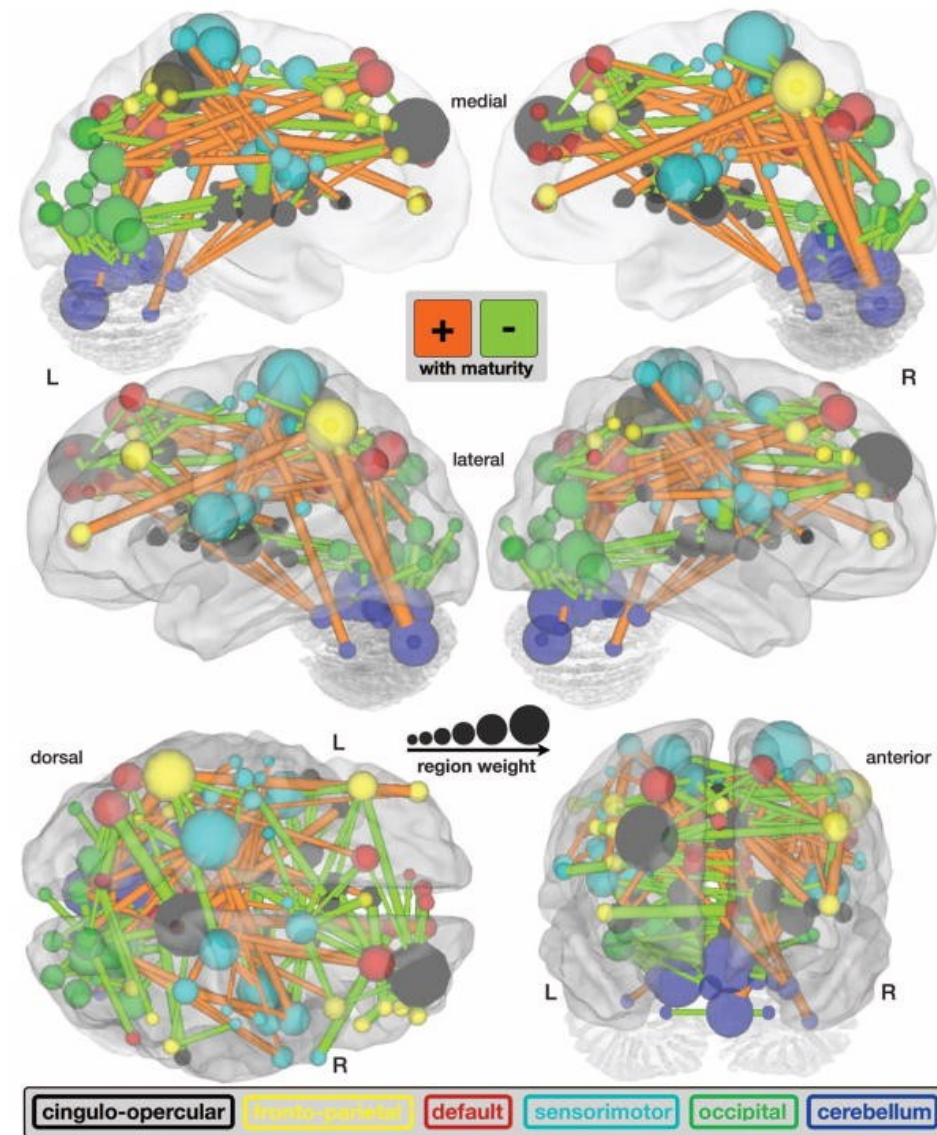 medial
+ -
with maturity
L R
lateral
L
dorsal anterior
region weight
L R
R
cingulo-opercular fronto-parietal default sensorimotor occipital cerebellum